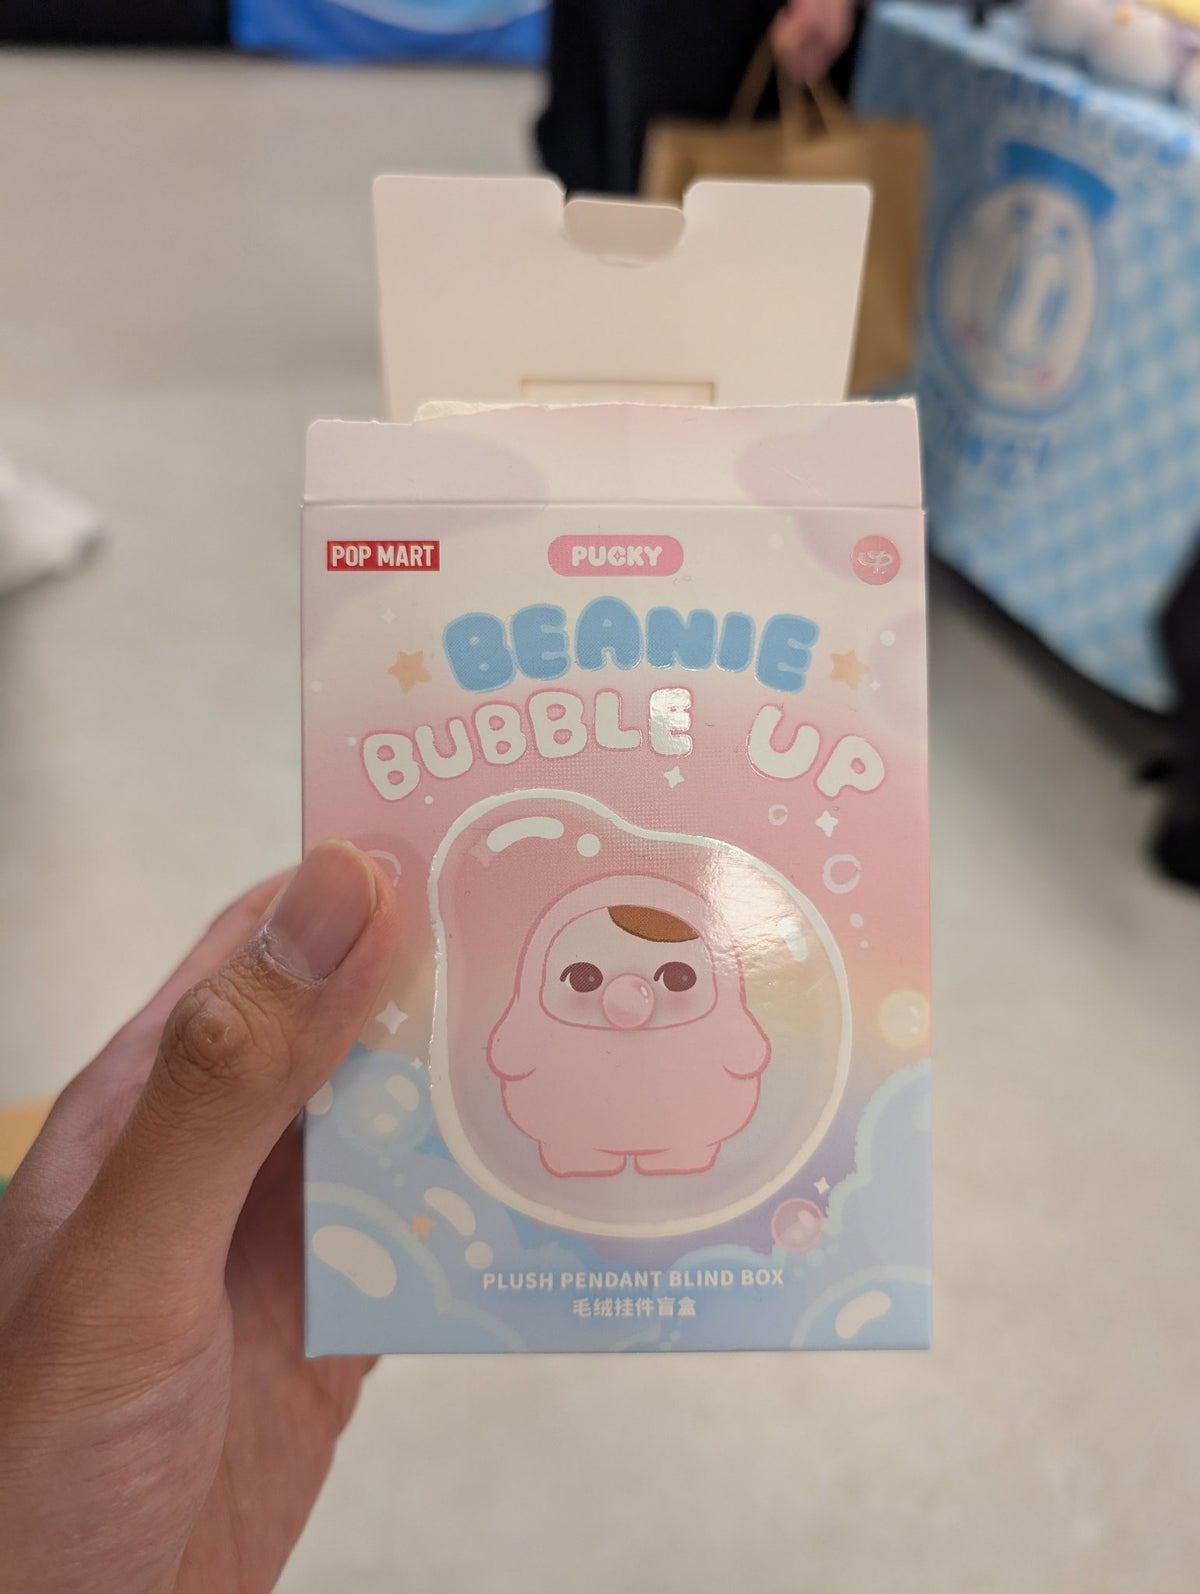 POP MART
PUCKY
BEANIE
BUBBLE UP
PLUSH PENDANT BLIND BOX
毛绒挂件盲盒